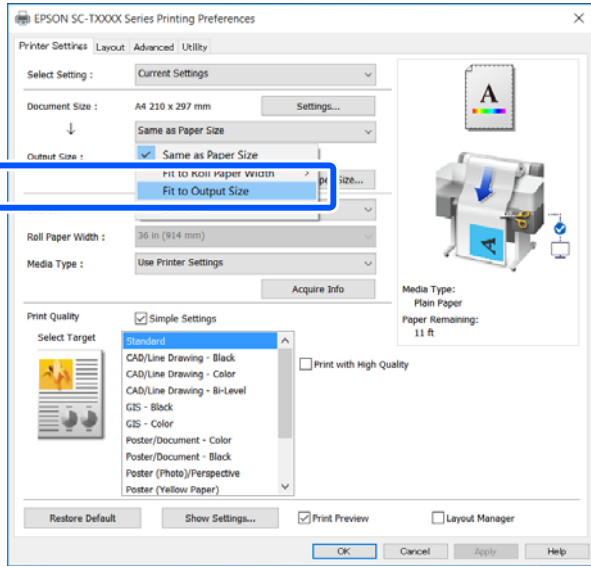 EPSON SC-TXXXX Series Printing Preferences
Printer Settings Layout Advanced Utility
Select Setting : Current Settings
Document Size : A4 210 x 297 mm Settings...
Same as Paper Size
Output Size : Same as Paper Size
Fit to Roll Paper Width
Size...
Fit to Output Size
Roll Paper Width : 36 in (914 mm)
Media Type : Use Printer Settings
Acquire Info
Print Quality Simple Settings
Select Target
Standard
CAD/Line Drawing - Black
CAD/Line Drawing - Color
CAD/Line Drawing - Bi-Level
GIS - Black
GIS - Color
Poster/Document - Color
Poster/Document - Black
Poster (Photo)/Perspective
Poster (Yellow Paper)
Print with High Quality
A
A
Media Type:
Plain Paper
Paper Remaining:
11 ft
Restore Default Show Settings... Print Preview Layout Manager
OK Cancel Apply Help